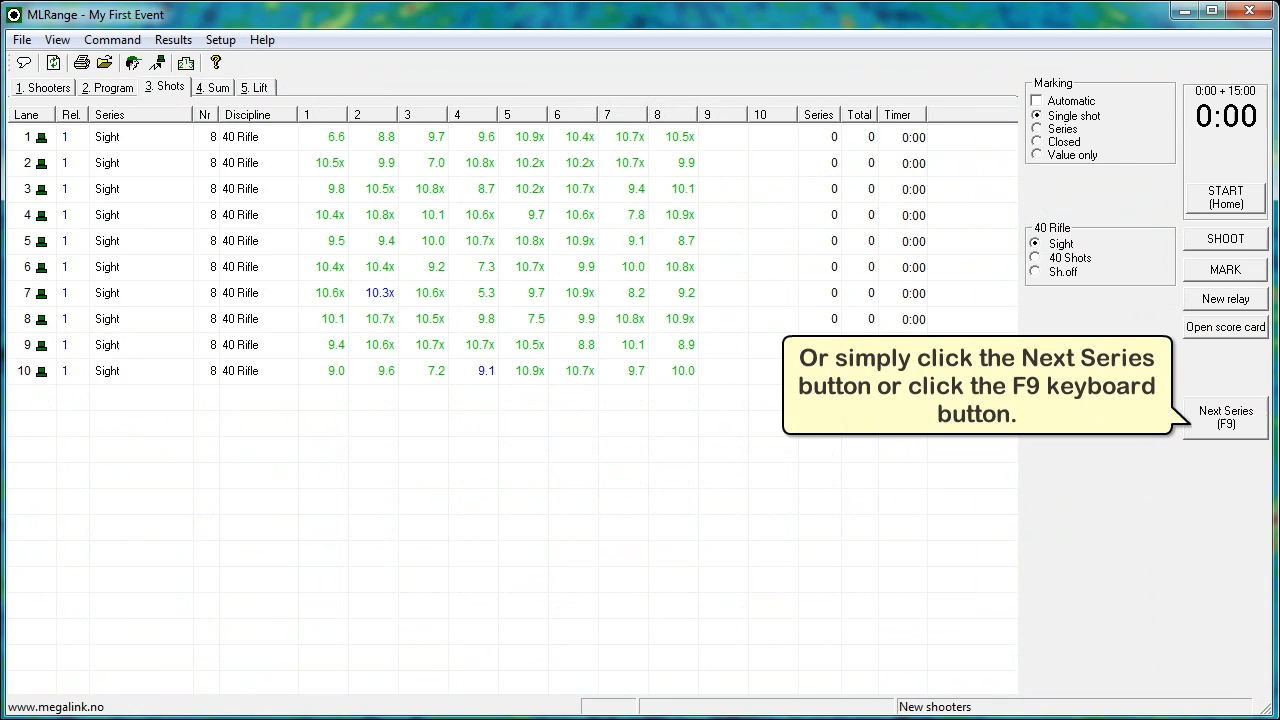 MLRange - My First Event
File View Command Results Setup Help
1. Shooters 2. Program 3. Shots 4. Sum 5. Lift
Lane Rel. Series Nr Discipline 1 2 3 4 5 6 7 8 9 10 Series Total Timer
1 1 Sight 8 40 Rifle 6.6 8.8 9.7 9.6 10.9x 10.4x 10.7x 10.5x 0 0 0:00
2 1 Sight 8 40 Rifle 10.5x 9.9 7.0 10.8x 10.2x 10.2x 10.7x 9.9 0 0 0:00
3 1 Sight 8 40 Rifle 9.8 10.5x 10.8x 8.7 10.2x 10.7x 9.4 10.1 0 0 0:00
4 1 Sight 8 40 Rifle 10.4x 10.8x 10.1 10.6x 9.7 10.6x 7.8 10.9x 0 0 0:00
5 1 Sight 8 40 Rifle 9.5 9.4 10.0 10.7x 10.8x 10.9x 9.1 8.7 0 0 0:00
6 1 Sight 8 40 Rifle 10.4x 10.4x 9.2 7.3 10.7x 9.9 10.0 10.8x 0 0 0:00
7 1 Sight 8 40 Rifle 10.6x 10.3x 10.6x 5.3 9.7 10.9x 8.2 9.2 0 0 0:00
8 1 Sight 8 40 Rifle 10.1 10.7x 10.5x 9.8 7.5 9.9 10.8x 10.9x 0 0 0:00
9 1 Sight 8 40 Rifle 9.4 10.6x 10.7x 10.7x 10.5x 8.8 10.1 8.9
10 1 Sight 8 40 Rifle 9.0 9.6 7.2 9.1 10.9x 10.7x 9.7 10.0
Marking
Automatic
Single shot
Series
Closed
Value only
40 Rifle
Sight
40 Shots
Sh.off
0:00 + 15:00
0:00
START
(Home)
SHOOT
MARK
New relay
Open score card
Or simply click the Next Series
button or click the F9 keyboard
button.
Next Series
(F9)
www.megalink.no
New shooters